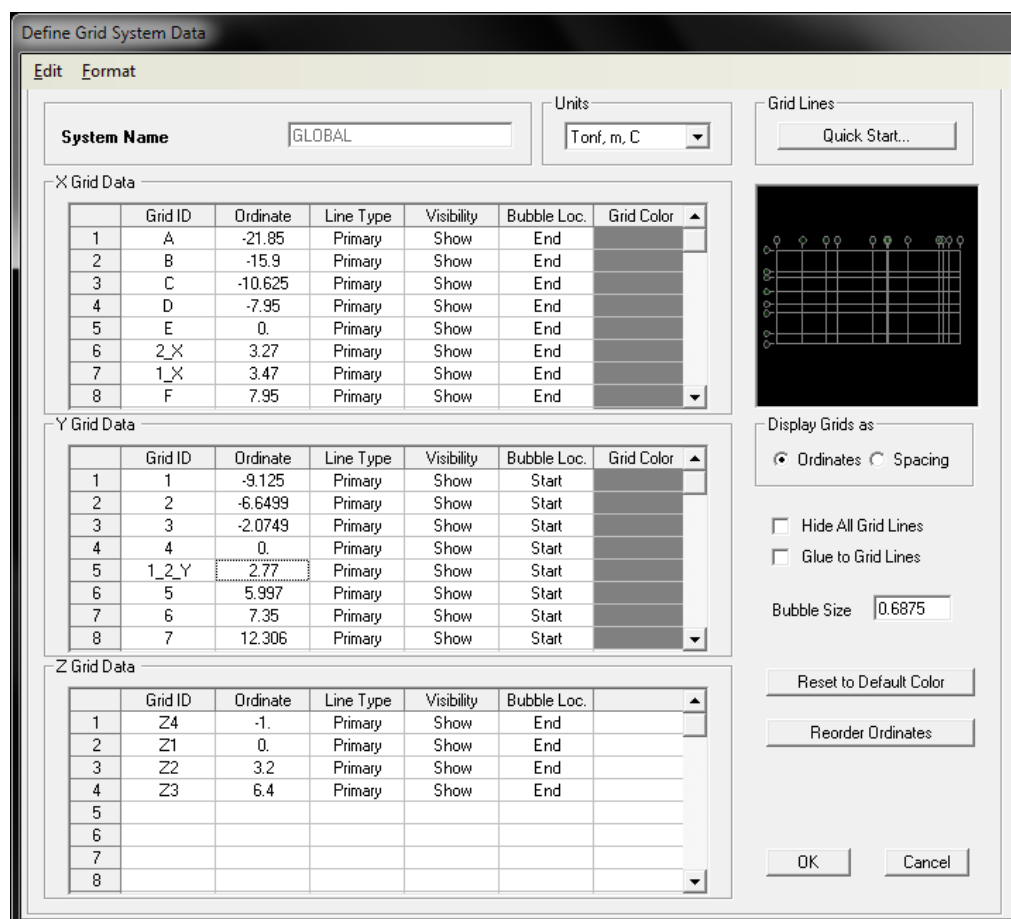 Define Grid System Data
Edit Format
System Name GLOBAL
Units
Tonf, m, C
Grid Lines
Quick Start...
X Grid Data
Grid ID Ordinate Line Type Visibility Bubble Loc. Grid Color
1 A -21.85 Primary Show End
2 B -15.9 Primary Show End
3 C -10.625 Primary Show End
4 D -7.95 Primary Show End
5 E 0. Primary Show End
6 2_X 3.27 Primary Show End
7 1_X 3.47 Primary Show End
8 F 7.95 Primary Show End
Y Grid Data
Grid ID Ordinate Line Type Visibility Bubble Loc. Grid Color
1 1 -9.125 Primary Show Start
2 2 -6.6499 Primary Show Start
3 3 -2.0749 Primary Show Start
4 4 0. Primary Show Start
5 1_2_Y 2.77 Primary Show Start
6 5 5.997 Primary Show Start
7 6 7.35 Primary Show Start
8 7 12.306 Primary Show Start
Display Grids as
Ordinates Spacing
Hide All Grid Lines
Glue to Grid Lines
Bubble Size 0.6875
Z Grid Data
Grid ID Ordinate Line Type Visibility Bubble Loc.
1 Z4 -1. Primary Show End
2 Z1 0. Primary Show End
3 Z2 3.2 Primary Show End
4 Z3 6.4 Primary Show End
5
6
7
8
Reset to Default Color
Reorder Ordinates
OK Cancel